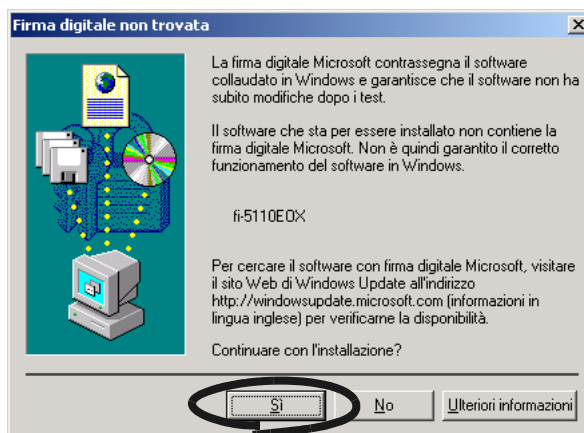 Firma digitale non trovata
La firma digitale Microsoft contrassegna il software
collaudato in Windows e garantisce che il software non ha
subito modifiche dopo i test.
Il software che sta per essere installato non contiene la
firma digitale Microsoft. Non è quindi garantito il corretto
funzionamento del software in Windows.
fi-5110EOX
Per cercare il software con firma digitale Microsoft, visitare
il sito Web di Windows Update all'indirizzo
http://windowsupdate.microsoft.com (informazioni in
lingua inglese) per verificarne la disponibilità.
Continuare con l'installazione?
Sì No Ulteriori informazioni